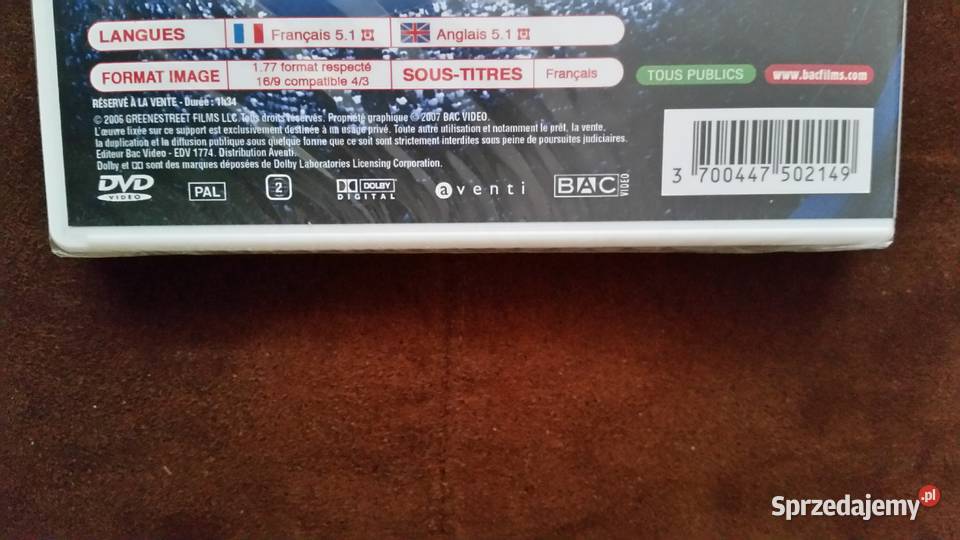 LANGUES Français 5.1 Anglais 5.1
FORMAT IMAGE 1.77 format respecté 16/9 compatible 4/3 SOUS-TITRES Français TOUS PUBLICS www.bacfilms.com
RÉSERVÉ À LA VENTE - Durée : 1h34
© 2006 GREENESTREET FILMS LLC. Tous droits réservés. Propriété graphique © 2007 BAC VIDEO.
L'œuvre fixée sur ce support est exclusivement destinée à un usage privé. Toute autre utilisation et notamment le prêt, la vente,
la duplication et la diffusion publique sous quelque forme que ce soit sont strictement interdites sous peine de poursuites judiciaires.
Editeur Bac Video - EDV 1774. Distribution Aventi.
Dolby et sont des marques déposées de Dolby Laboratories Licensing Corporation.
DVD VIDEO PAL 2 DOLBY DIGITAL aventi BAC VIDEO
3 700447 502149
Sprzedajemy.pl